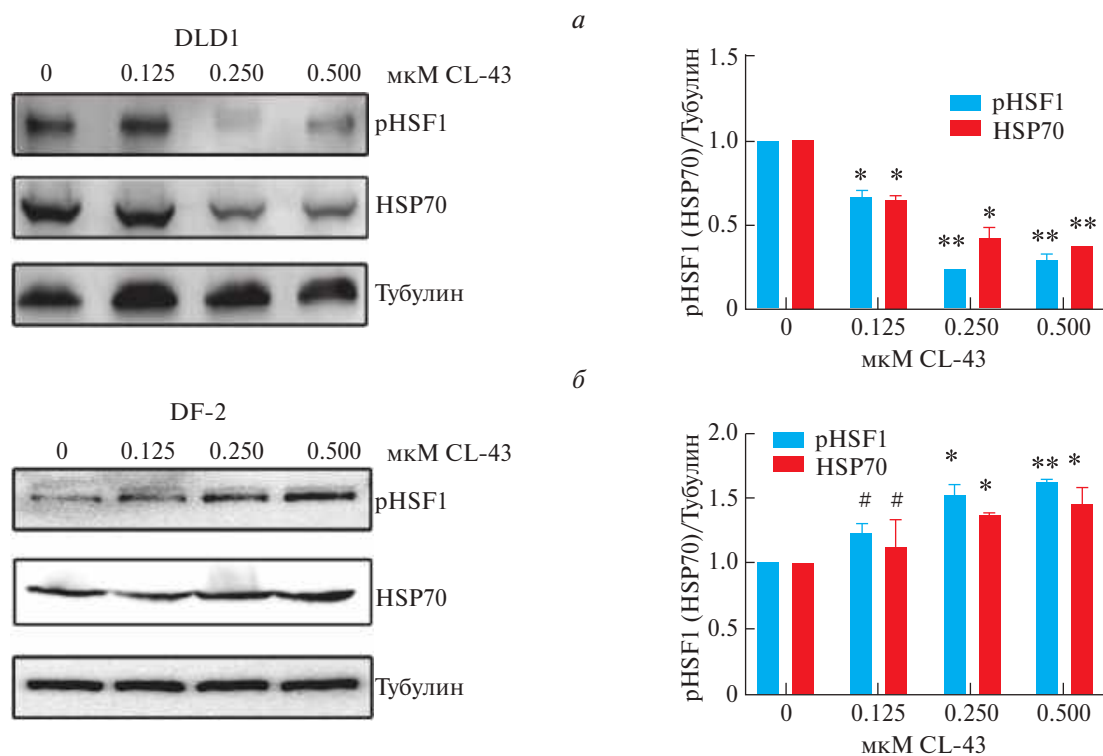 а
DLD1
0 0.125 0.250 0.500 мкМ CL-43
pHSF1
HSP70
Тубулин
pHSF1 (HSP70)/Тубулин
1.5
1.0
0.5
0
pHSF1
HSP70
* *
** *
** **
0 0.125 0.250 0.500
мкМ CL-43
б
DF-2
0 0.125 0.250 0.500 мкМ CL-43
pHSF1
HSP70
Тубулин
pHSF1 (HSP70)/Тубулин
2.0
1.5
1.0
0.5
0
pHSF1
HSP70
# #
* *
** *
0 0.125 0.250 0.500
мкМ CL-43